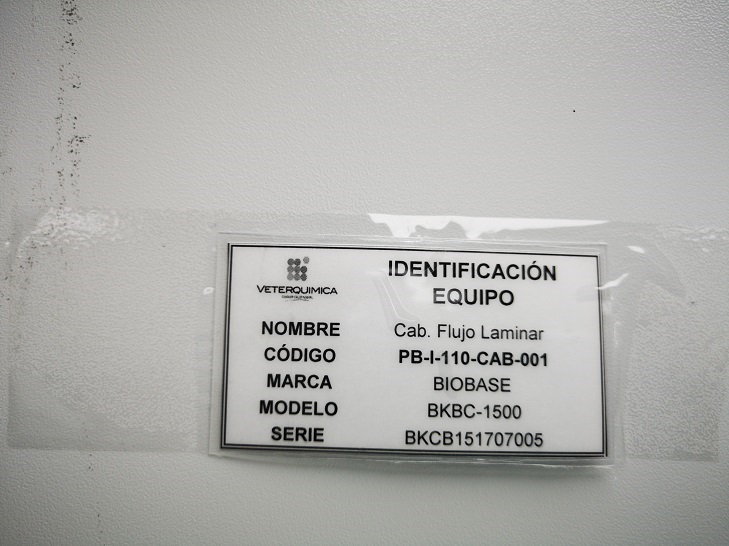 VETERQUIMICA
IDENTIFICACIÓN
EQUIPO
NOMBRE Cab. Flujo Laminar
CÓDIGO PB-I-110-CAB-001
MARCA BIOBASE
MODELO BKBC-1500
SERIE BKCB151707005